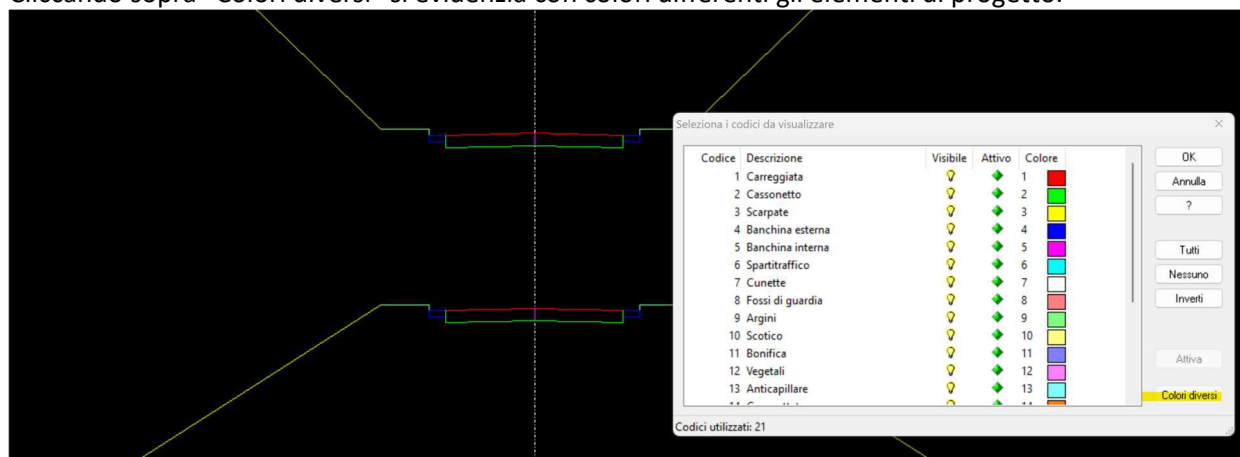 Cliccando sopra "Colori diversi" si evidenzia con colori differenti gli elementi di progetto.
Seleziona i codici da visualizzare
Codice Descrizione Visibile Attivo Colore
1 Carreggiata 1
2 Cassonetto 2
3 Scarpate 3
4 Banchina esterna 4
5 Banchina interna 5
6 Spartitraffico 6
7 Cunette 7
8 Fossi di guardia 8
9 Argini 9
10 Scotico 10
11 Bonifica 11
12 Vegetali 12
13 Anticapillare 13
OK
Annulla
?
Tutti
Nessuno
Inverti
Attiva
Colori diversi
Codici utilizzati: 21